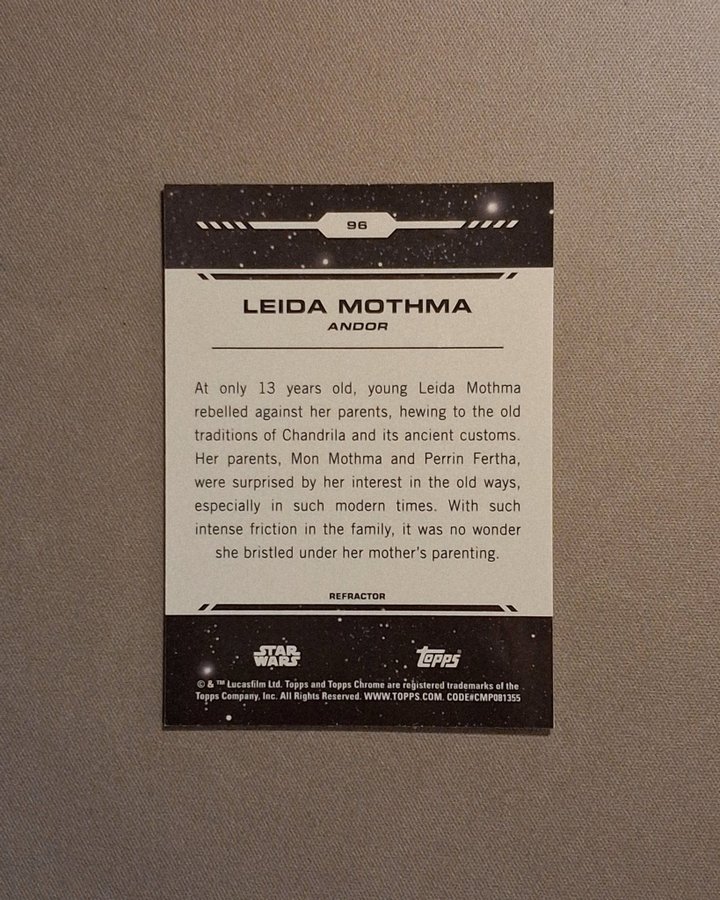 96
LEIDA MOTHMA
ANDOR
At only 13 years old, young Leida Mothma
rebelled against her parents, hewing to the old
traditions of Chandrila and its ancient customs.
Her parents, Mon Mothma and Perrin Fertha,
were surprised by her interest in the old ways,
especially in such modern times. With such
intense friction in the family, it was no wonder
she bristled under her mother's parenting.
REFRACTOR
STAR WARS
Topps®
© & ™ Lucasfilm Ltd. Topps and Topps Chrome are registered trademarks of the
Topps Company, Inc. All Rights Reserved. WWW.TOPPS.COM. CODE#CMP081355